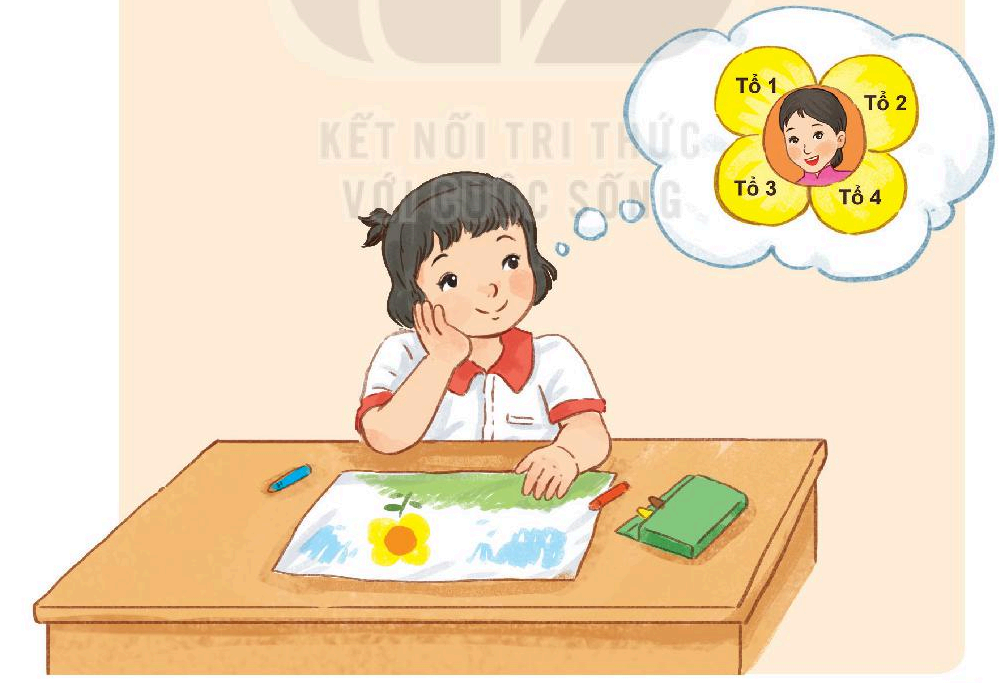 KẾT NỐI TRI THỨC
VỚI CUỘC SỐNG
Tổ 1
Tổ 2
Tổ 3
Tổ 4